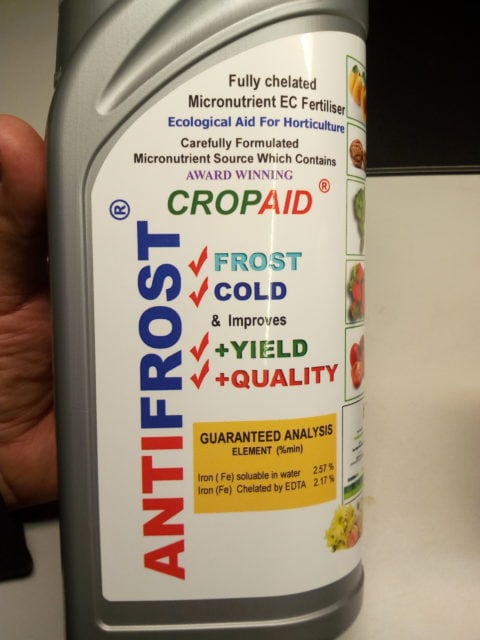 Fully chelated
Micronutrient EC Fertiliser
Ecological Aid For Horticulture
Carefully Formulated
Micronutrient Source Which Contains
AWARD WINNING
CROPAID ®
ANTIFROST ®
FROST
COLD
& Improves
+YIELD
+QUALITY
GUARANTEED ANALYSIS
ELEMENT (%min)
Iron ( Fe) soluable in water 2.57 %
Iron (Fe) Chelated by EDTA 2.17 %